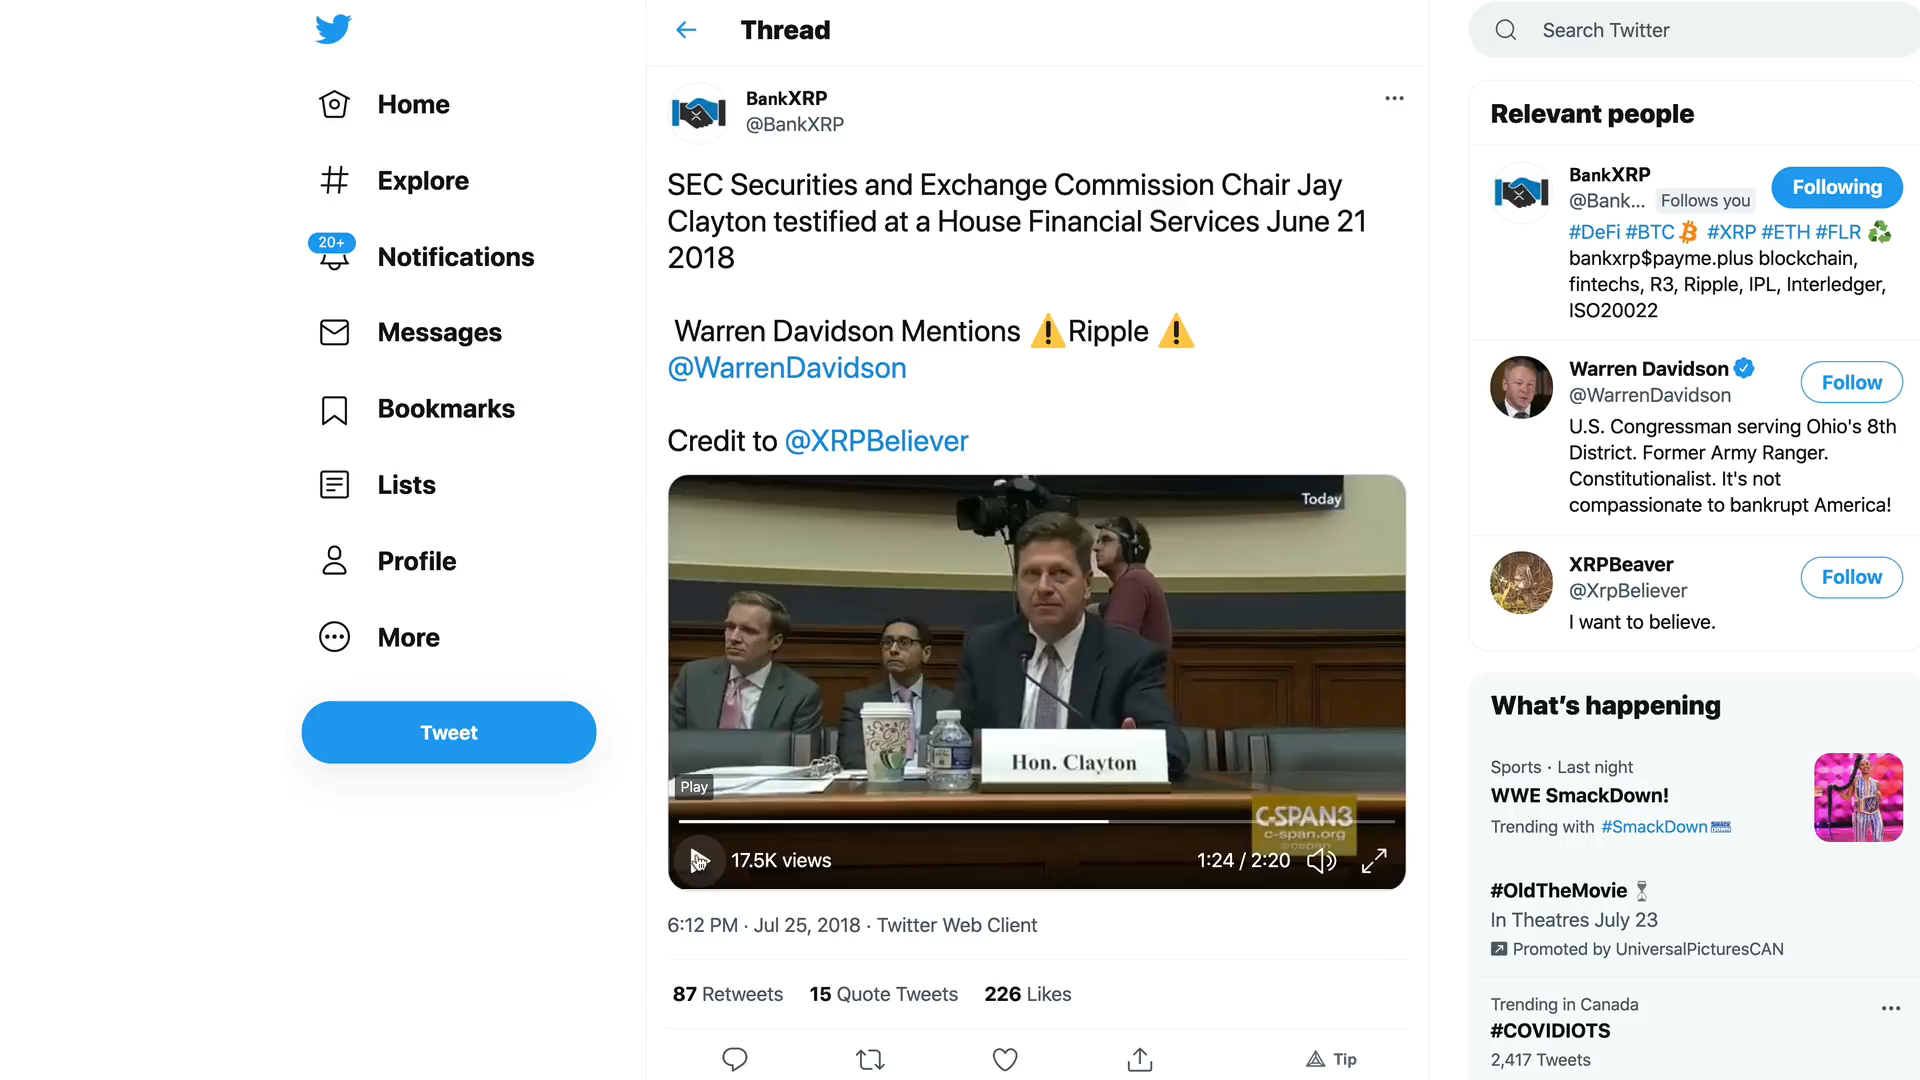 Home
Explore
20+
Notifications
Messages
Bookmarks
Lists
Profile
More
Tweet
Thread
BankXRP
@BankXRP
SEC Securities and Exchange Commission Chair Jay
Clayton testified at a House Financial Services June 21
2018
Warren Davidson Mentions ⚠️Ripple ⚠️
@WarrenDavidson
Credit to @XRPBeliever
Today
Hon. Clayton
Play
C-SPAN3
c-span.org
@cspan
17.5K views
1:24 / 2:20
6:12 PM · Jul 25, 2018 · Twitter Web Client
87 Retweets 15 Quote Tweets 226 Likes
Tip
Search Twitter
Relevant people
BankXRP
@Bank... Follows you
Following
#DeFi #BTC #XRP #ETH #FLR ♻️
bankxrp$payme.plus blockchain,
fintechs, R3, Ripple, IPL, Interledger,
ISO20022
Warren Davidson
@WarrenDavidson
Follow
U.S. Congressman serving Ohio's 8th
District. Former Army Ranger.
Constitutionalist. It's not
compassionate to bankrupt America!
XRPBeaver
@XrpBeliever
Follow
I want to believe.
What's happening
Sports · Last night
WWE SmackDown!
Trending with #SmackDown
#OldTheMovie
In Theatres July 23
Promoted by UniversalPicturesCAN
Trending in Canada
#COVIDIOTS
2,417 Tweets